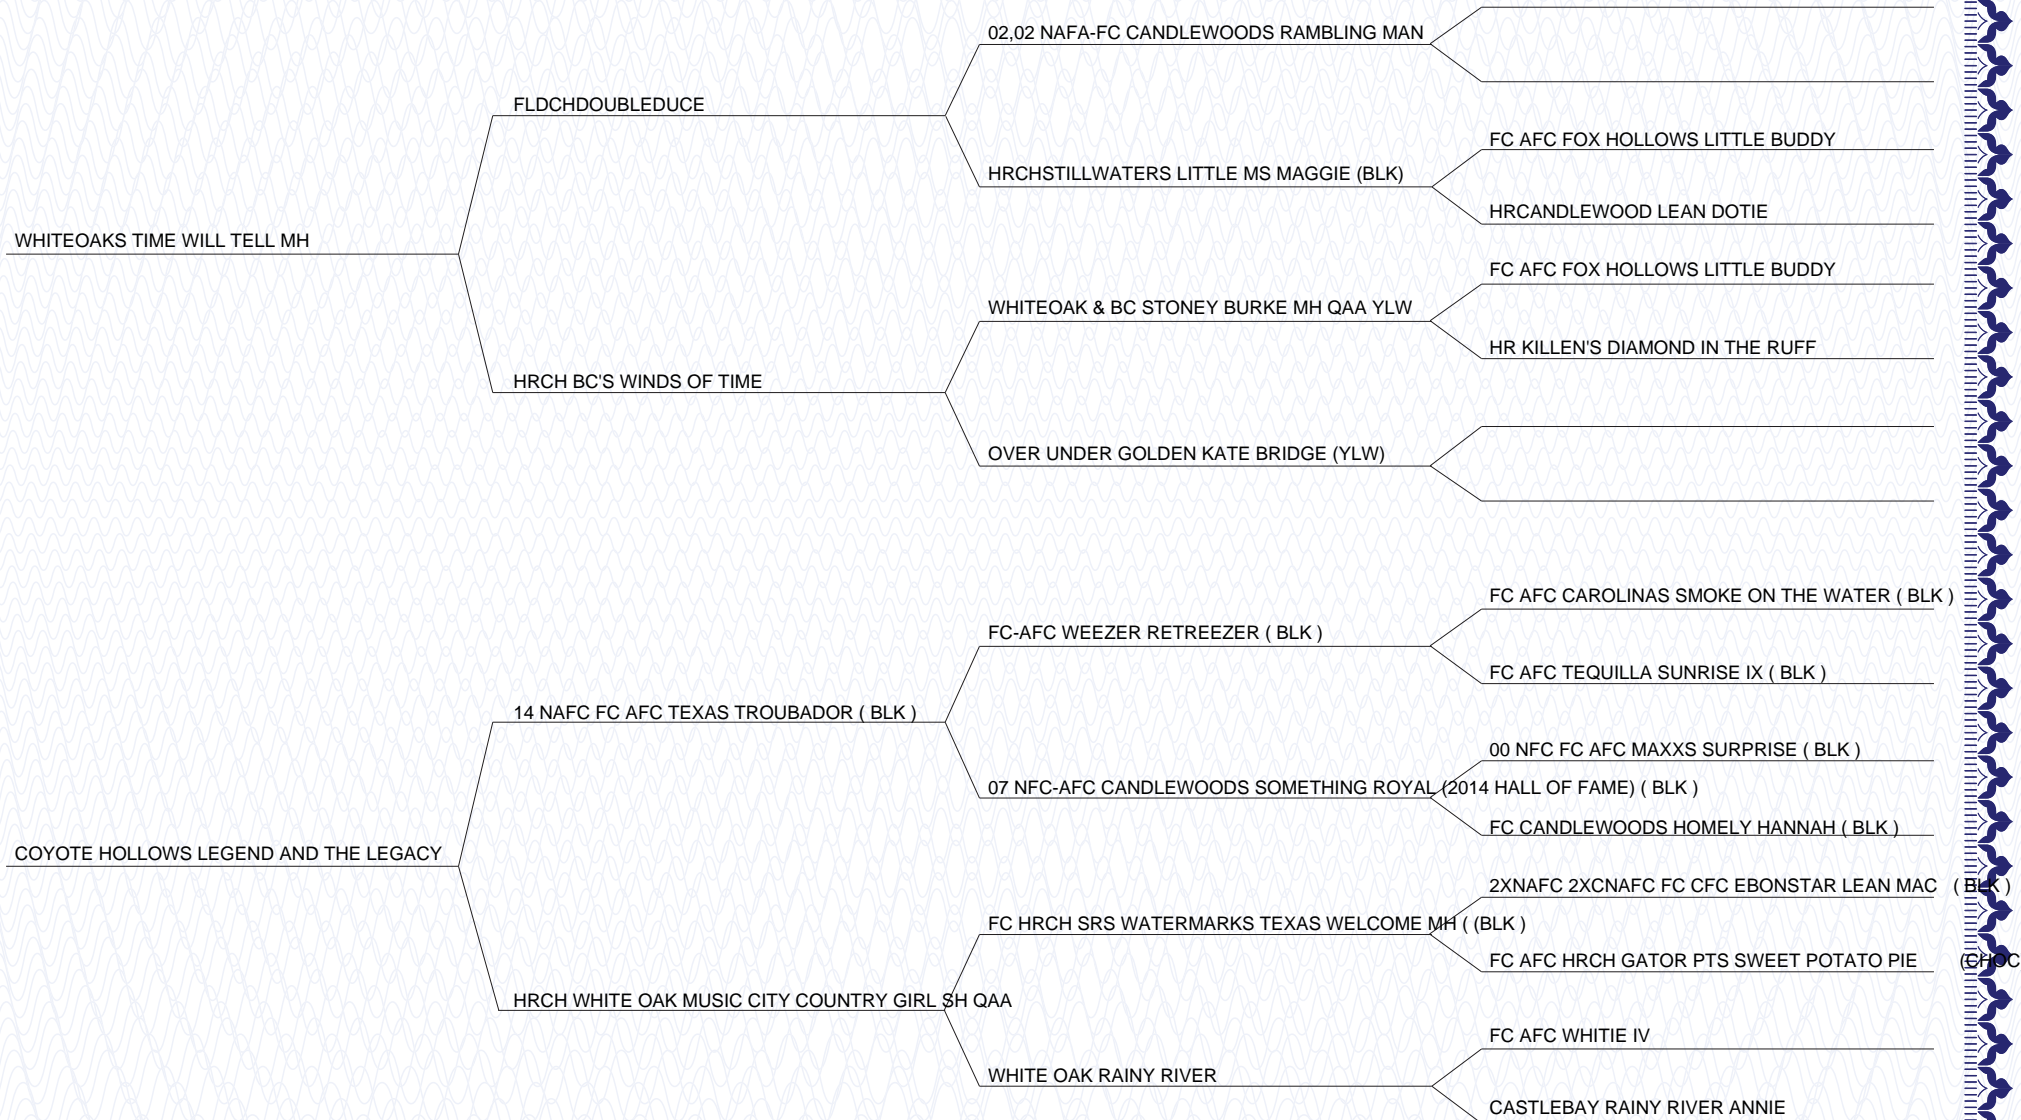 02,02 NAFA-FC CANDLEWOODS RAMBLING MAN
FLDCHDOUBLEDUCE
FC AFC FOX HOLLOWS LITTLE BUDDY
HRCHSTILLWATERS LITTLE MS MAGGIE (BLK)
HRCANDLEWOOD LEAN DOTIE
WHITEOAKS TIME WILL TELL MH
FC AFC FOX HOLLOWS LITTLE BUDDY
WHITEOAK & BC STONEY BURKE MH QAA YLW
HR KILLEN'S DIAMOND IN THE RUFF
HRCH BC'S WINDS OF TIME
OVER UNDER GOLDEN KATE BRIDGE (YLW)
FC AFC CAROLINAS SMOKE ON THE WATER ( BLK )
FC-AFC WEEZER RETREEZER ( BLK )
FC AFC TEQUILLA SUNRISE IX ( BLK )
14 NAFC FC AFC TEXAS TROUBADOR ( BLK )
00 NFC FC AFC MAXXS SURPRISE ( BLK )
07 NFC-AFC CANDLEWOODS SOMETHING ROYAL (2014 HALL OF FAME) ( BLK )
FC CANDLEWOODS HOMELY HANNAH ( BLK )
COYOTE HOLLOWS LEGEND AND THE LEGACY
2XNAFC 2XCNAFC FC CFC EBONSTAR LEAN MAC ( BLK )
FC HRCH SRS WATERMARKS TEXAS WELCOME MH ( (BLK )
FC AFC HRCH GATOR PTS SWEET POTATO PIE (CHOC
HRCH WHITE OAK MUSIC CITY COUNTRY GIRL SH QAA
FC AFC WHITIE IV
WHITE OAK RAINY RIVER
CASTLEBAY RAINY RIVER ANNIE